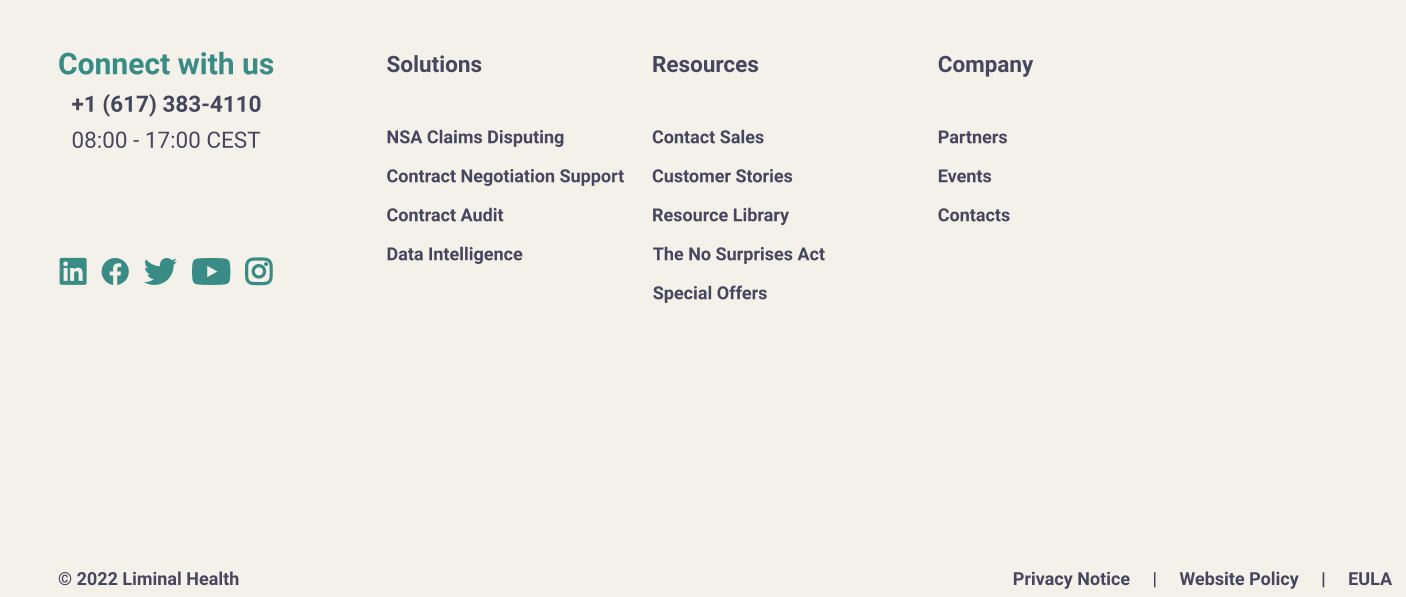 Connect with us
+1 (617) 383-4110
08:00 - 17:00 CEST
Solutions
NSA Claims Disputing
Contract Negotiation Support
Contract Audit
Data Intelligence
Resources
Contact Sales
Customer Stories
Resource Library
The No Surprises Act
Special Offers
Company
Partners
Events
Contacts
© 2022 Liminal Health
Privacy Notice | Website Policy | EULA